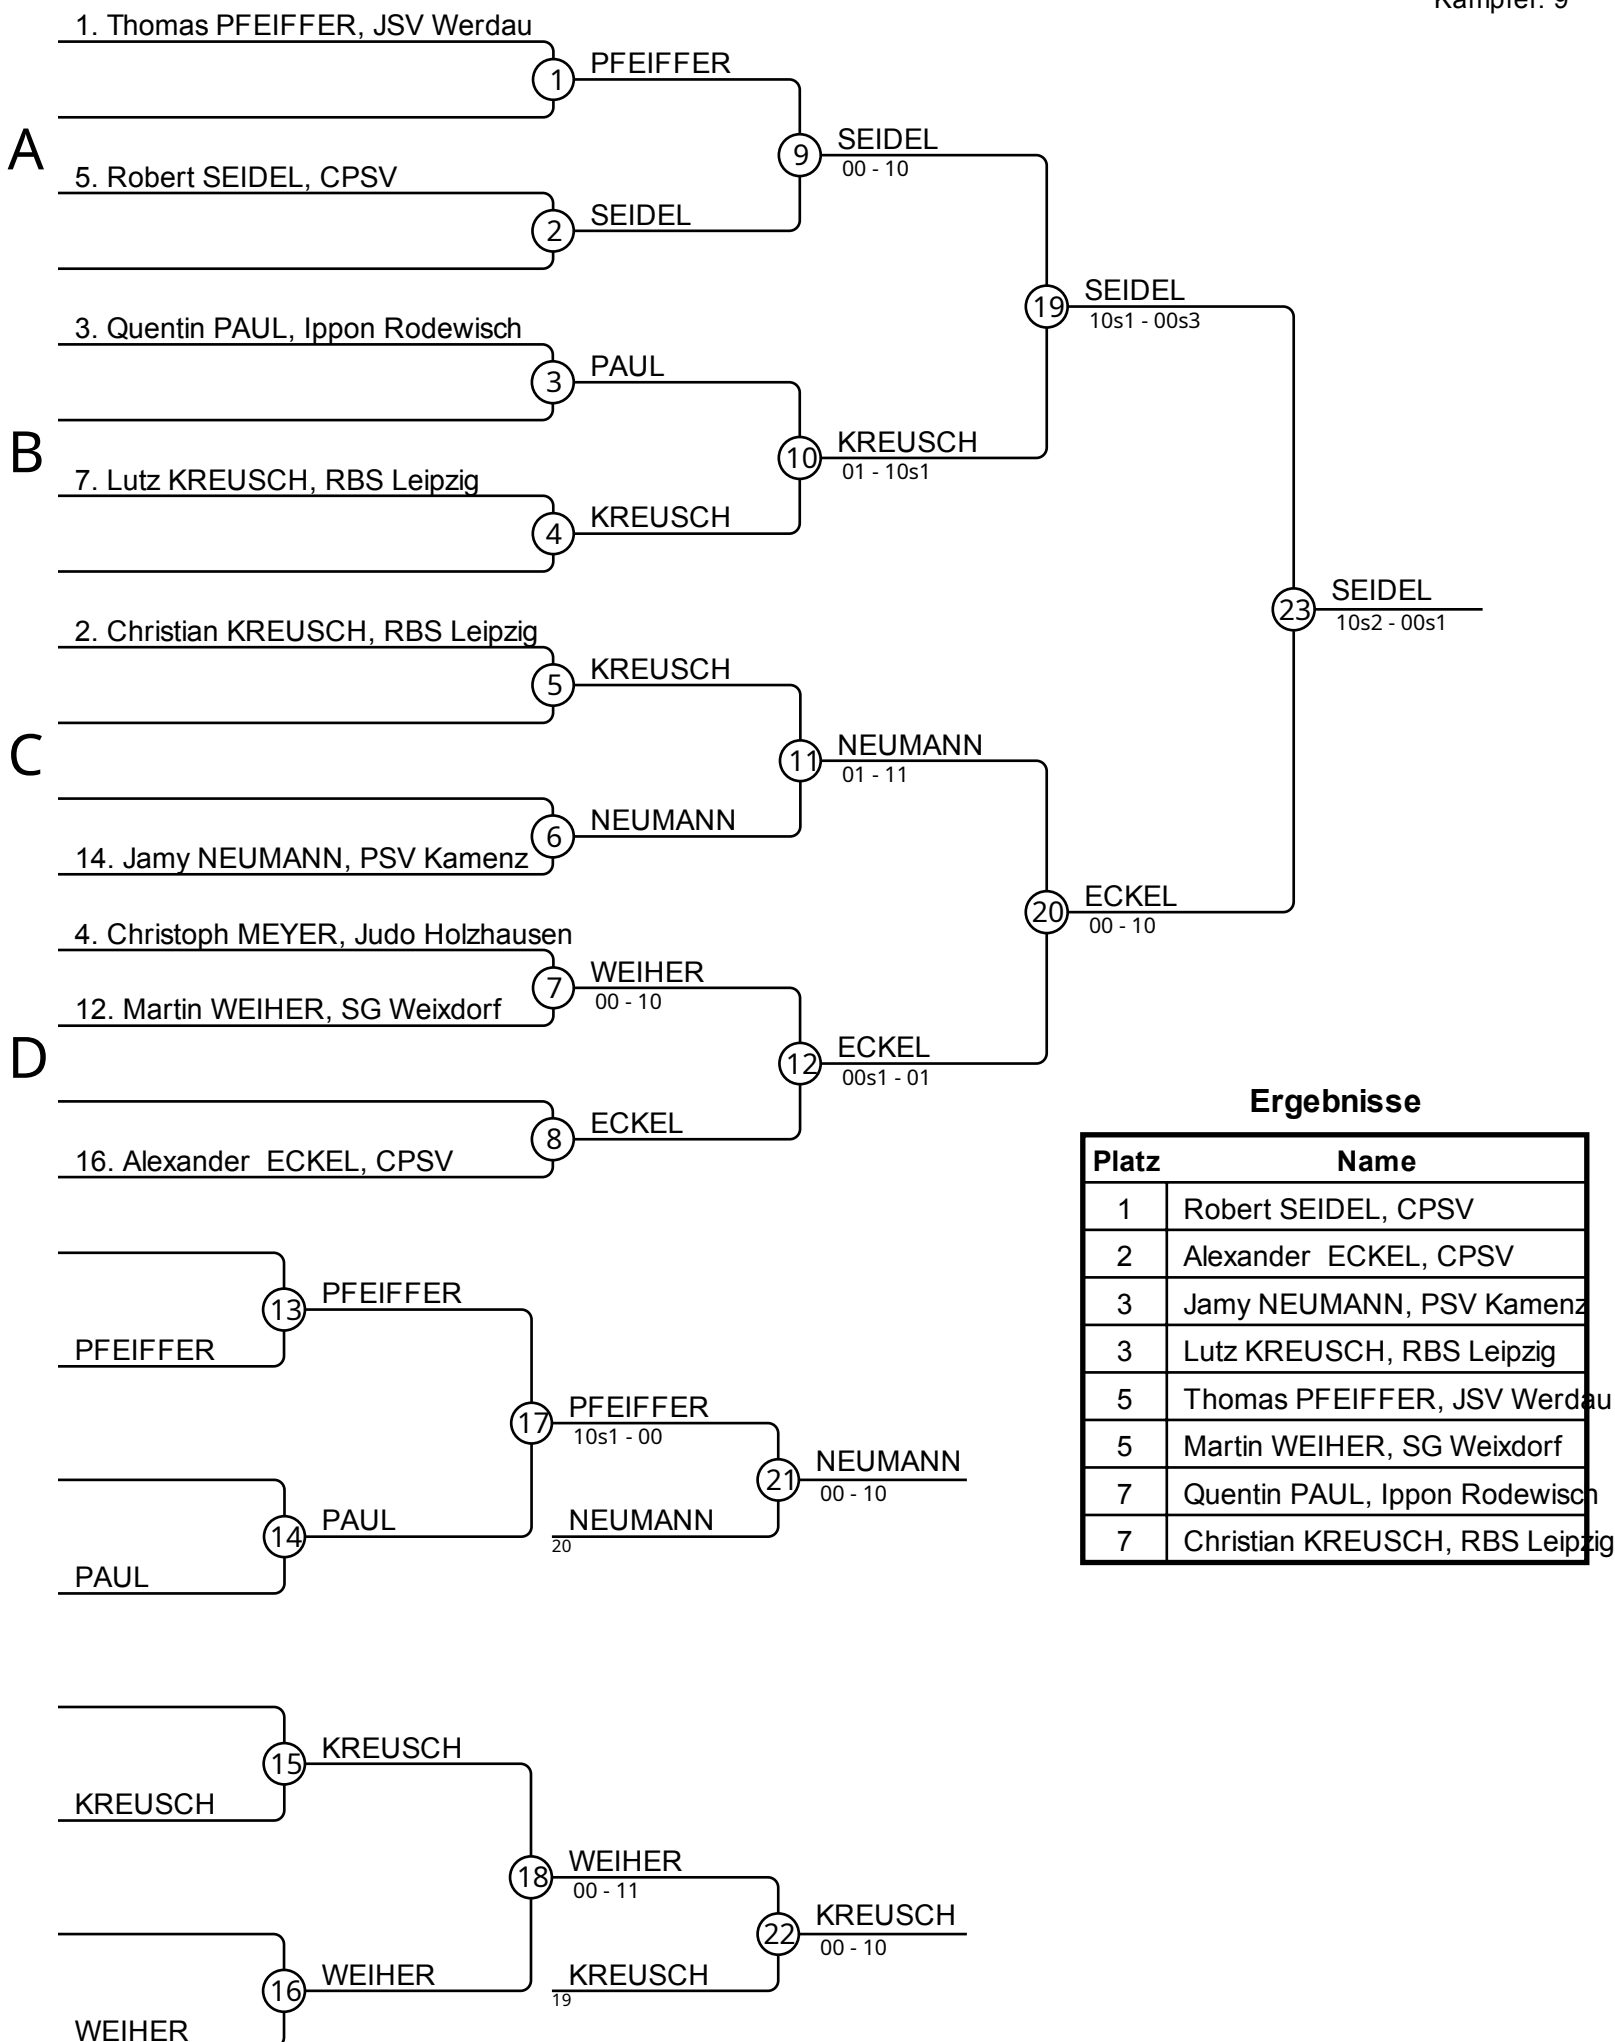 Kämpfer: 9
1. Thomas PFEIFFER, JSV Werdau
1
PFEIFFER
A
9
SEIDEL
00 - 10
5. Robert SEIDEL, CPSV
2
SEIDEL
19
SEIDEL
10s1 - 00s3
3. Quentin PAUL, Ippon Rodewisch
3
PAUL
B
10
KREUSCH
01 - 10s1
7. Lutz KREUSCH, RBS Leipzig
4
KREUSCH
23
SEIDEL
10s2 - 00s1
2. Christian KREUSCH, RBS Leipzig
5
KREUSCH
C
11
NEUMANN
01 - 11
6
NEUMANN
14. Jamy NEUMANN, PSV Kamenz
20
ECKEL
00 - 10
4. Christoph MEYER, Judo Holzhausen
7
WEIHER
00 - 10
12. Martin WEIHER, SG Weixdorf
D
12
ECKEL
00s1 - 01
8
ECKEL
16. Alexander  ECKEL, CPSV
Ergebnisse
Platz Name
1 Robert SEIDEL, CPSV
2 Alexander  ECKEL, CPSV
3 Jamy NEUMANN, PSV Kamenz
3 Lutz KREUSCH, RBS Leipzig
5 Thomas PFEIFFER, JSV Werdau
5 Martin WEIHER, SG Weixdorf
7 Quentin PAUL, Ippon Rodewisch
7 Christian KREUSCH, RBS Leipzig
13
PFEIFFER
PFEIFFER
17
PFEIFFER
10s1 - 00
21
NEUMANN
00 - 10
14
PAUL
NEUMANN
20
PAUL
15
KREUSCH
KREUSCH
18
WEIHER
00 - 11
22
KREUSCH
00 - 10
16
WEIHER
KREUSCH
19
WEIHER